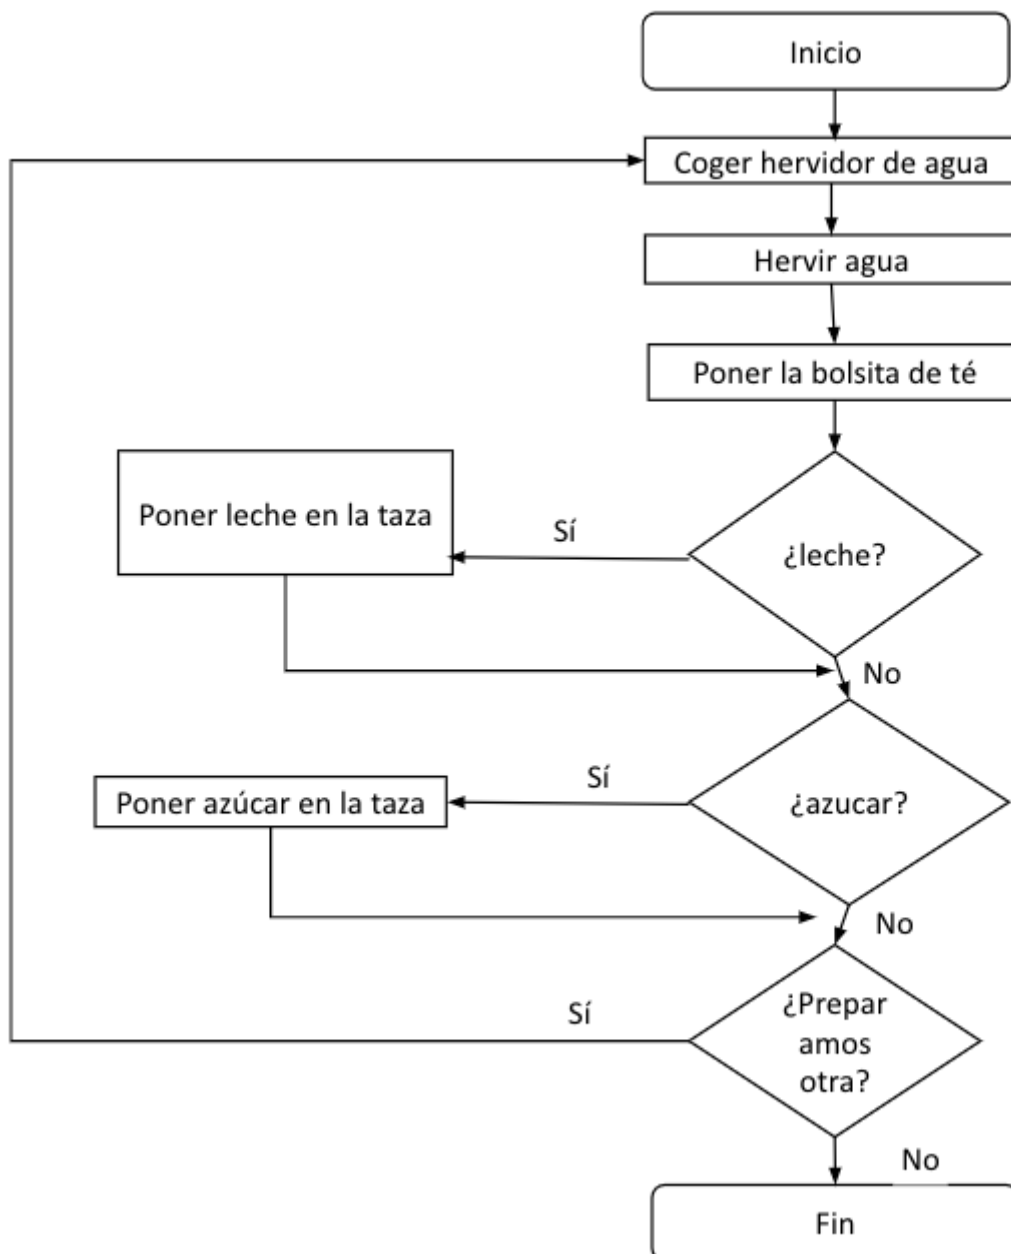 Inicio
Coger hervidor de agua
Hervir agua
Poner la bolsita de té
Poner leche en la taza
Sí
¿leche?
No
Poner azúcar en la taza
Sí
¿azucar?
No
Sí
¿Prepar
amos
otra?
No
Fin